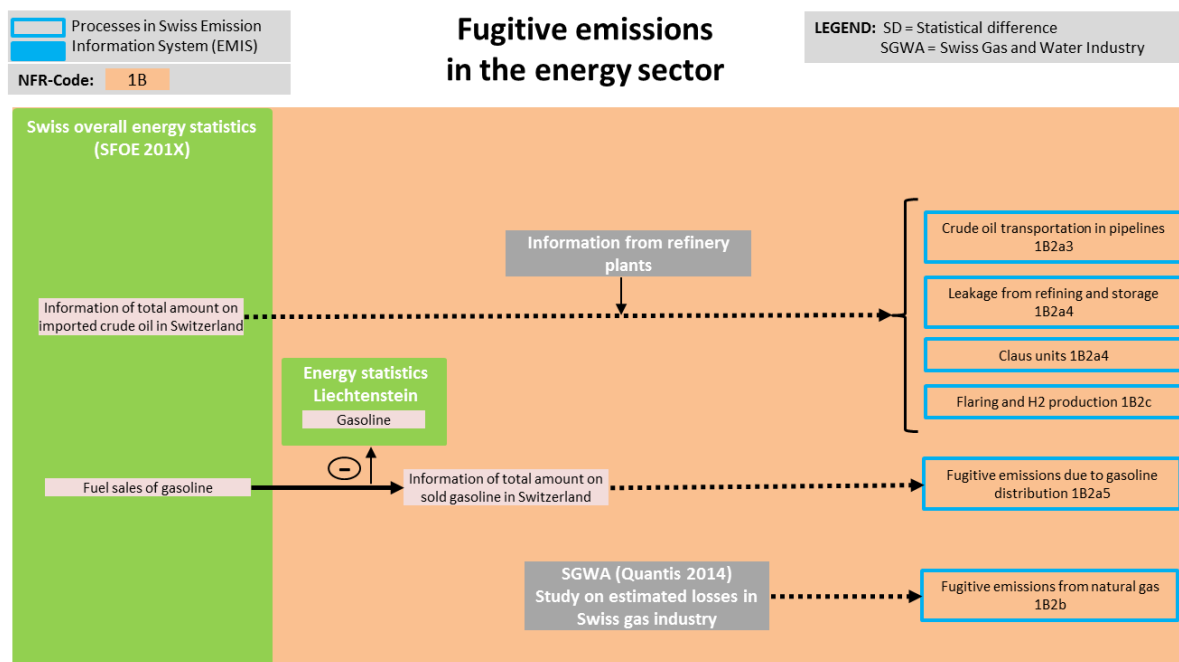 Processes in Swiss Emission
Information System (EMIS)
NFR-Code: 1B
Fugitive emissions
in the energy sector
LEGEND: SD = Statistical difference
SGWA = Swiss Gas and Water Industry
Swiss overall energy statistics
(SFOE 201X)
Information from refinery
plants
Crude oil transportation in pipelines
1B2a3
Leakage from refining and storage
1B2a4
Information of total amount on
imported crude oil in Switzerland
Claus units 1B2a4
Energy statistics
Liechtenstein
Gasoline
Flaring and H2 production 1B2c
–
Fuel sales of gasoline
Information of total amount on
sold gasoline in Switzerland
Fugitive emissions due to gasoline
distribution 1B2a5
SGWA (Quantis 2014)
Study on estimated losses in
Swiss gas industry
Fugitive emissions from natural gas
1B2b